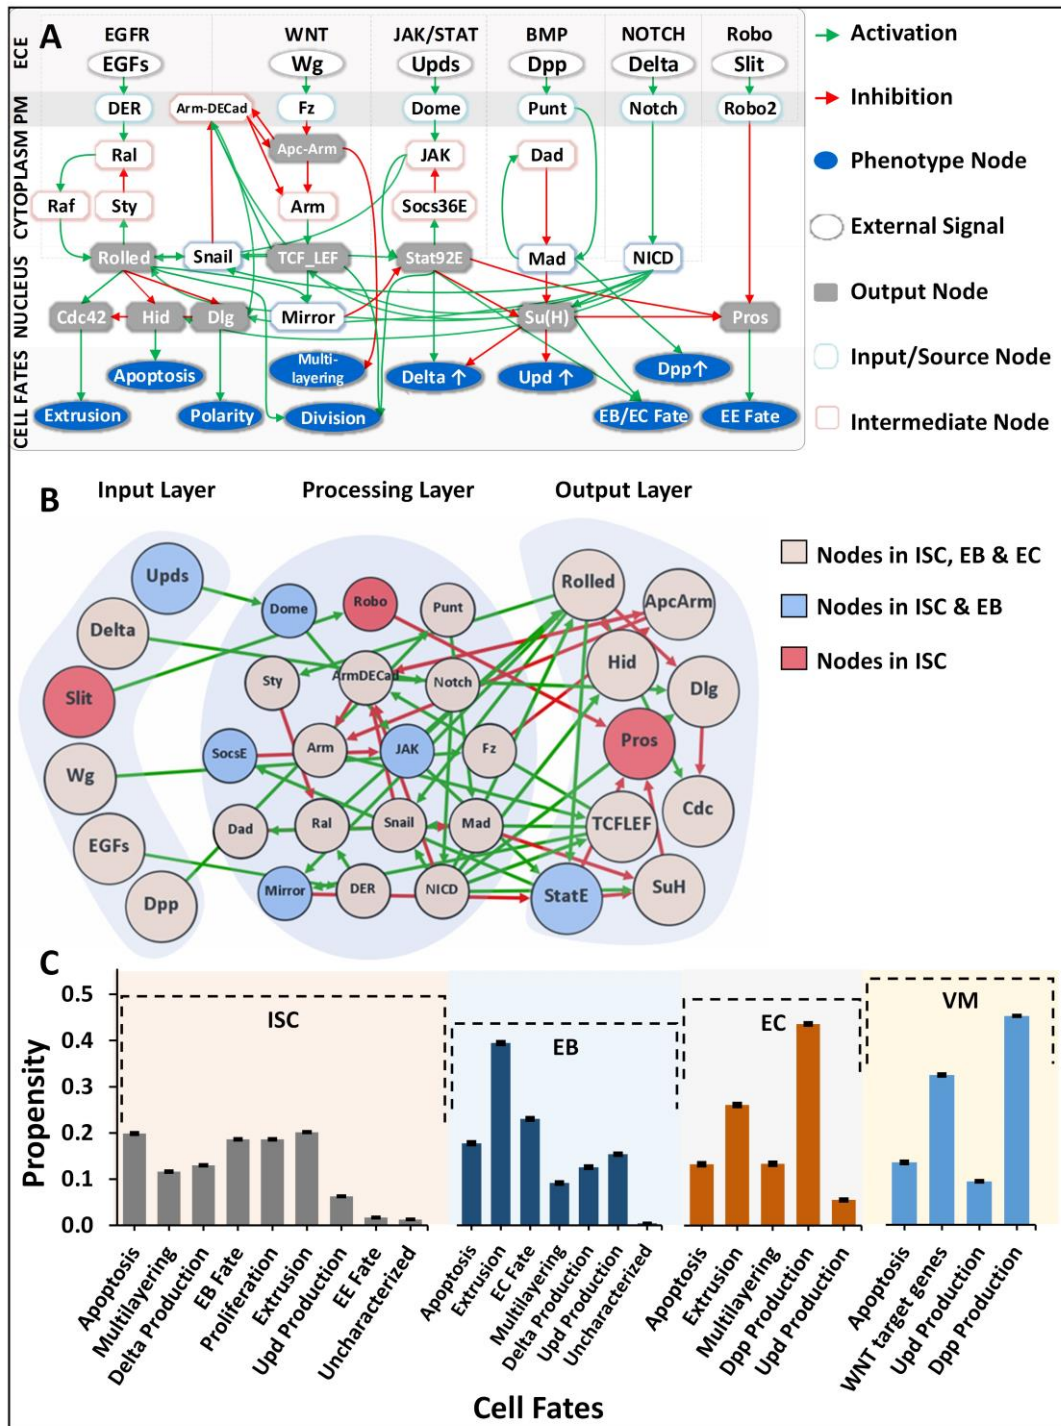 A
EGFR WNT JAK/STAT BMP NOTCH Robo
ECE
EGFs Wg Upds Dpp Delta Slit
PM
DER Arm-DECad Fz Dome Punt Notch Robo2
CYTOPLASM
Ral Apc-Arm JAK Dad
Raf Sty Arm Socs36E
Rolled Snail TCF_LEF Stat92E Mad NICD
NUCLEUS
Cdc42 Hid Dlg Mirror Su(H) Pros
CELL FATES
Apoptosis Multi-
layering Delta ↑ Upd ↑ Dpp↑
Extrusion Polarity Division EB/EC Fate EE Fate
Activation
Inhibition
Phenotype Node
External Signal
Output Node
Input/Source Node
Intermediate Node
B
Input Layer Processing Layer Output Layer
Upds Dome Robo Punt Rolled ApcArm
Delta Sty ArmDECad Notch Hid Dlg
Slit SocsE Arm JAK Fz Pros
Wg Dad Ral Snail Mad TCFLEF Cdc
EGFs Mirror DER NICD StatE SuH
Dpp
Nodes in ISC, EB & EC
Nodes in ISC & EB
Nodes in ISC
C
Propensity
0.5
0.4
0.3
0.2
0.1
0.0
ISC
EB
EC
VM
Apoptosis
Multilayering
Delta Production
EB Fate
Proliferation
Extrusion
Upd Production
EE Fate
Uncharacterized
Apoptosis
Extrusion
EC Fate
Multilayering
Delta Production
Upd Production
Uncharacterized
Apoptosis
Extrusion
Multilayering
Dpp Production
Upd Production
Apoptosis
WNT target genes
Upd Production
Dpp Production
Cell Fates